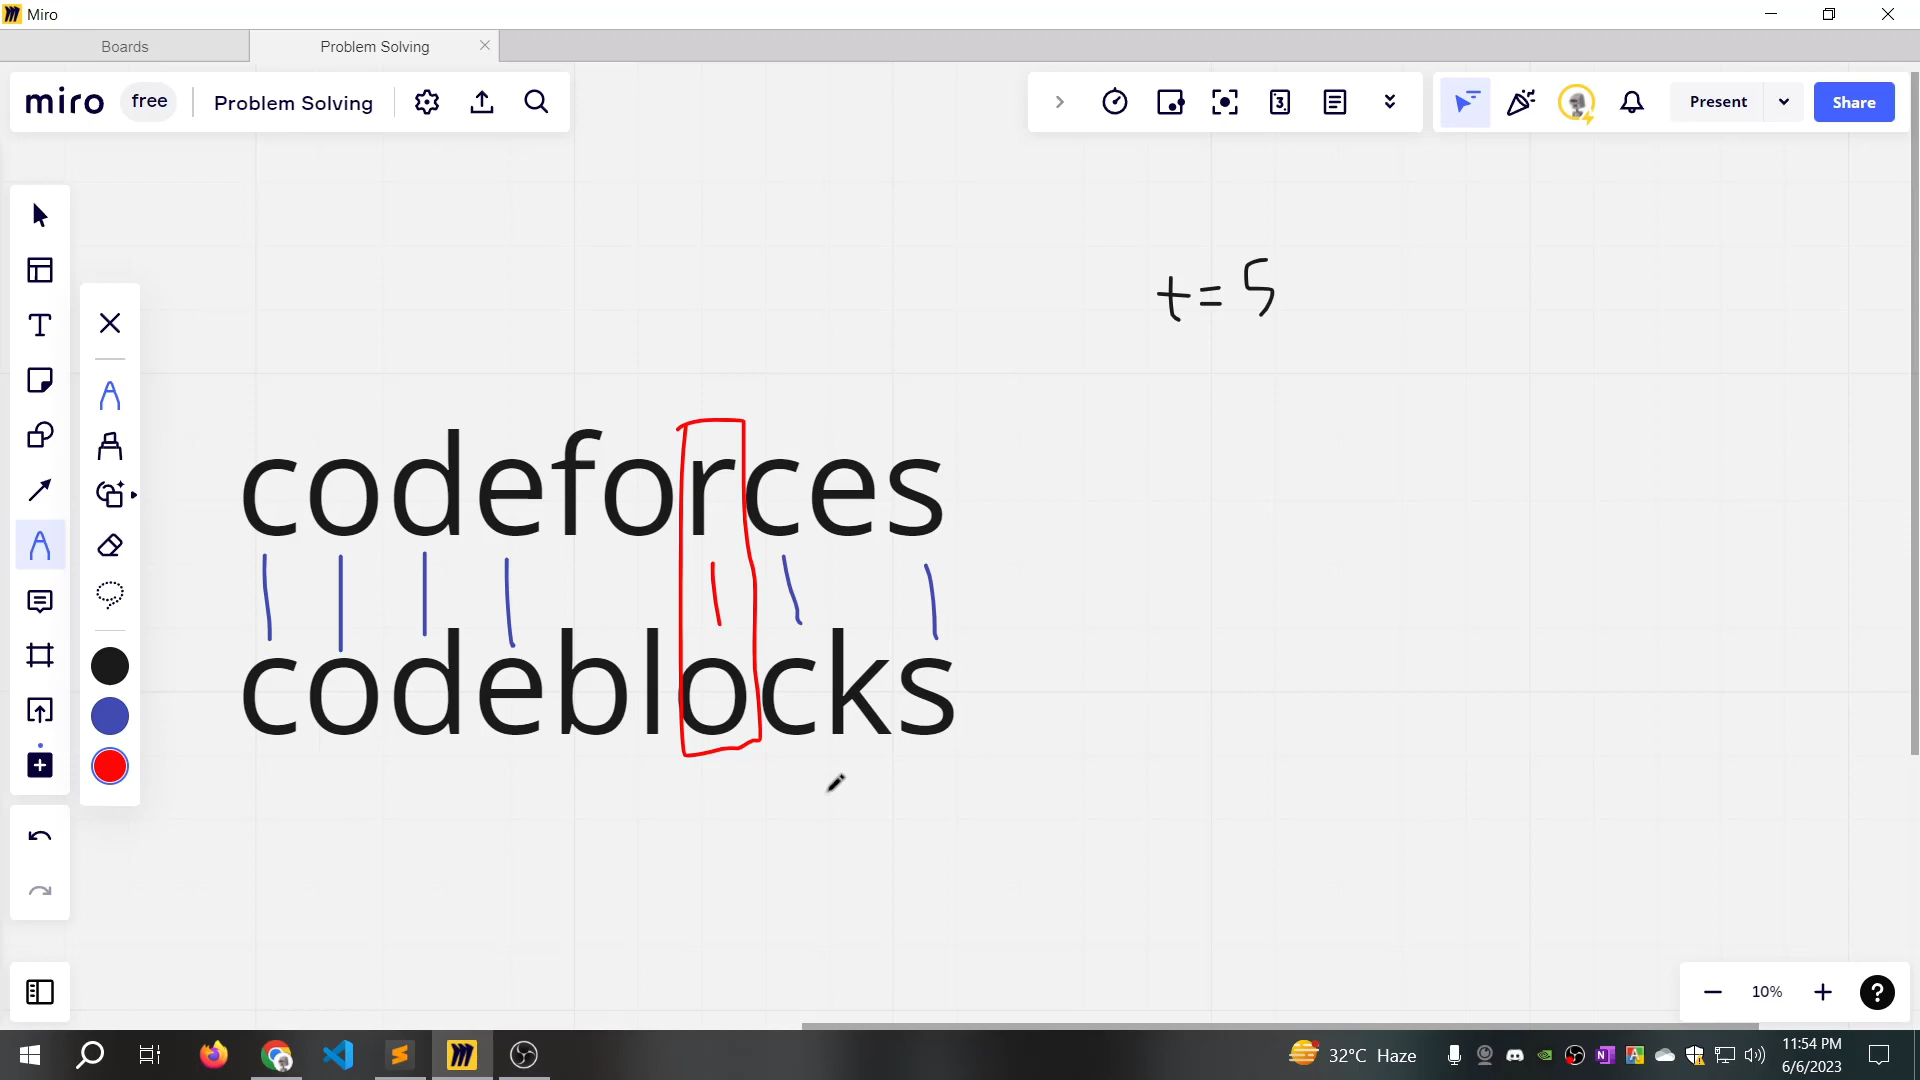 Miro
Boards
Problem Solving
miro
free
Problem Solving
3
Present
Share
t=5
codeforces
codeblocks
10%
?
32°C Haze
11:54 PM
6/6/2023